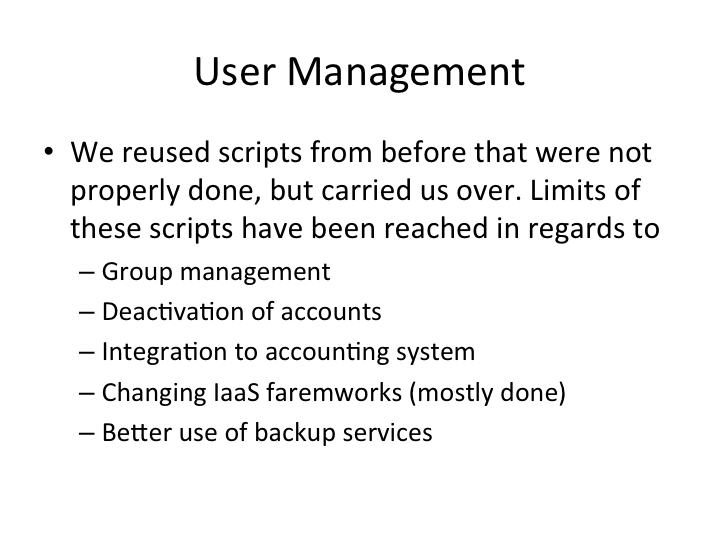 User Management
• We reused scripts from before that were not
properly done, but carried us over. Limits of
these scripts have been reached in regards to
– Group management
– Deactivation of accounts
– Integration to accounting system
– Changing IaaS faremworks (mostly done)
– Better use of backup services